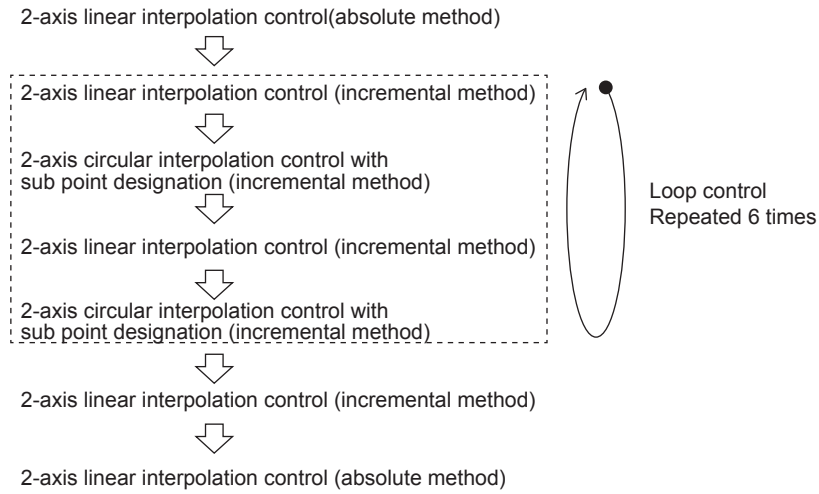 2-axis linear interpolation control(absolute method)
2-axis linear interpolation control (incremental method)
2-axis circular interpolation control with
sub point designation (incremental method)
Loop control
Repeated 6 times
2-axis linear interpolation control (incremental method)
2-axis circular interpolation control with
sub point designation (incremental method)
2-axis linear interpolation control (incremental method)
2-axis linear interpolation control (absolute method)